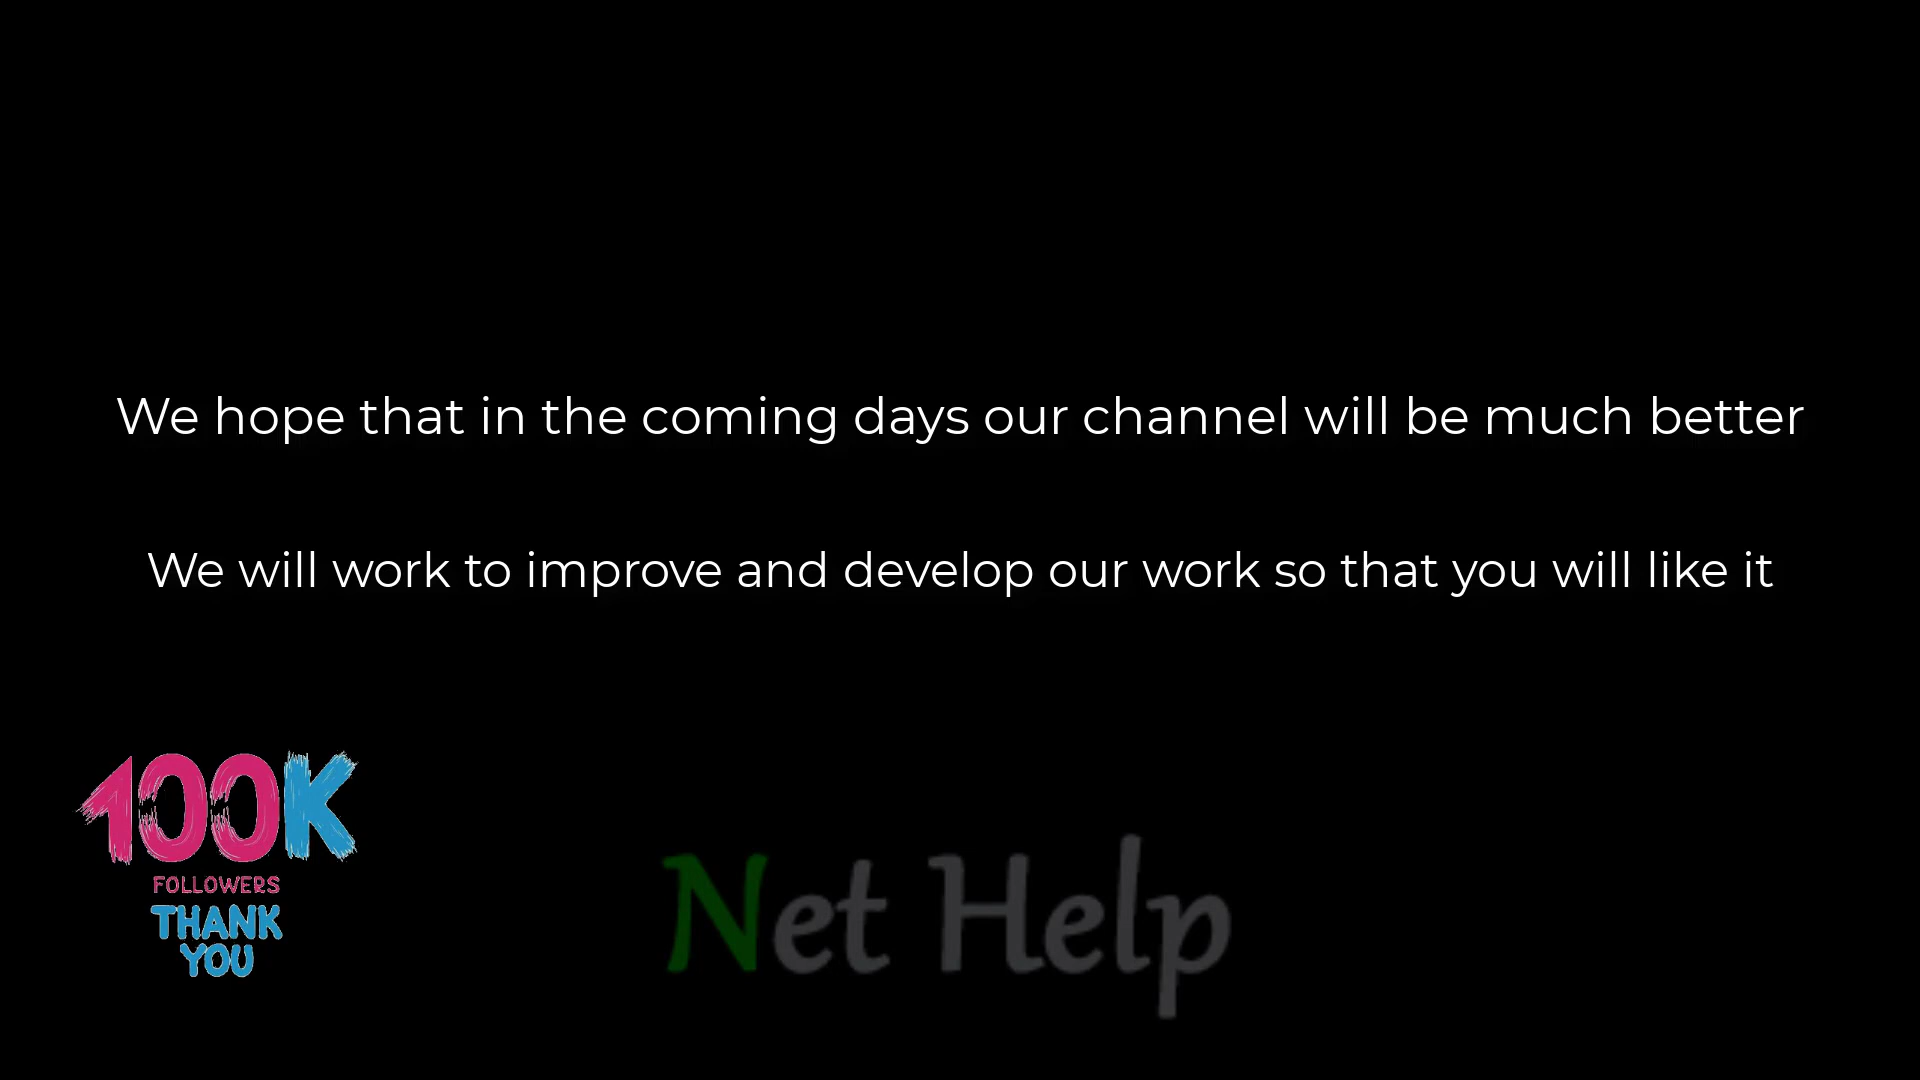 We hope that in the coming days our channel will be much better
We will work to improve and develop our work so that you will like it
100K
FOLLOWERS
THANK
YOU
Net Help